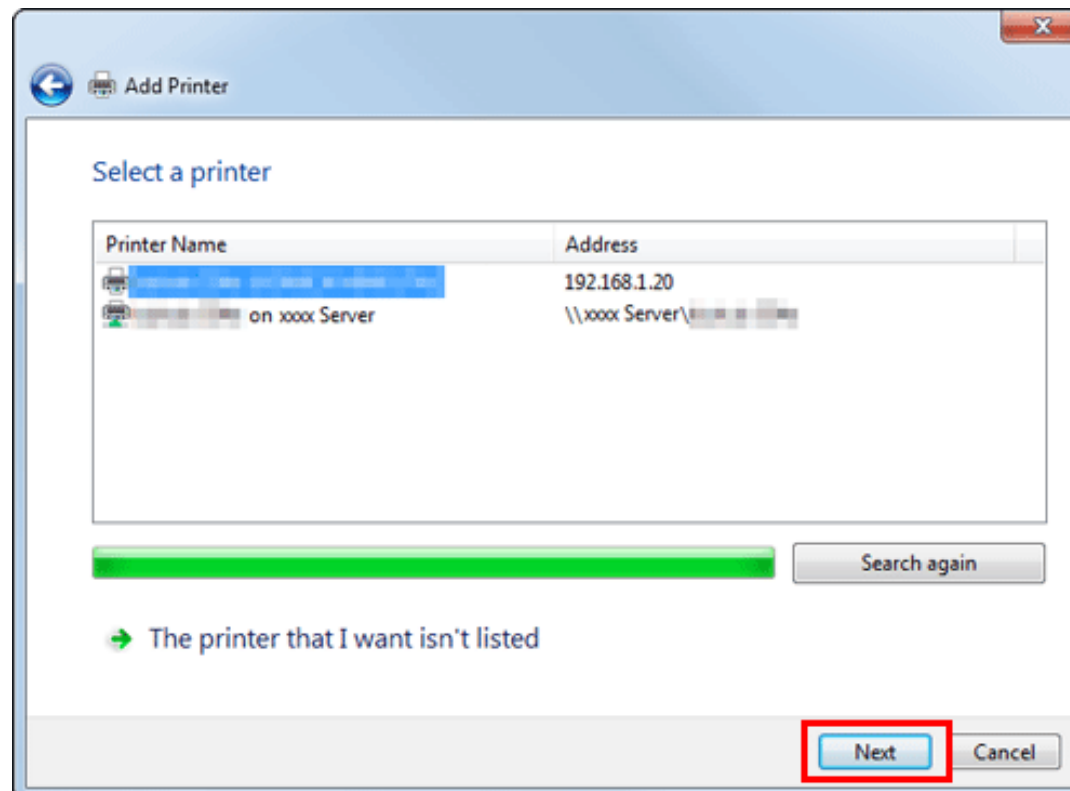 Add Printer
Select a printer
Printer Name Address
192.168.1.20
on xxxx Server \\xxxx Server\
Search again
The printer that I want isn't listed
Next Cancel